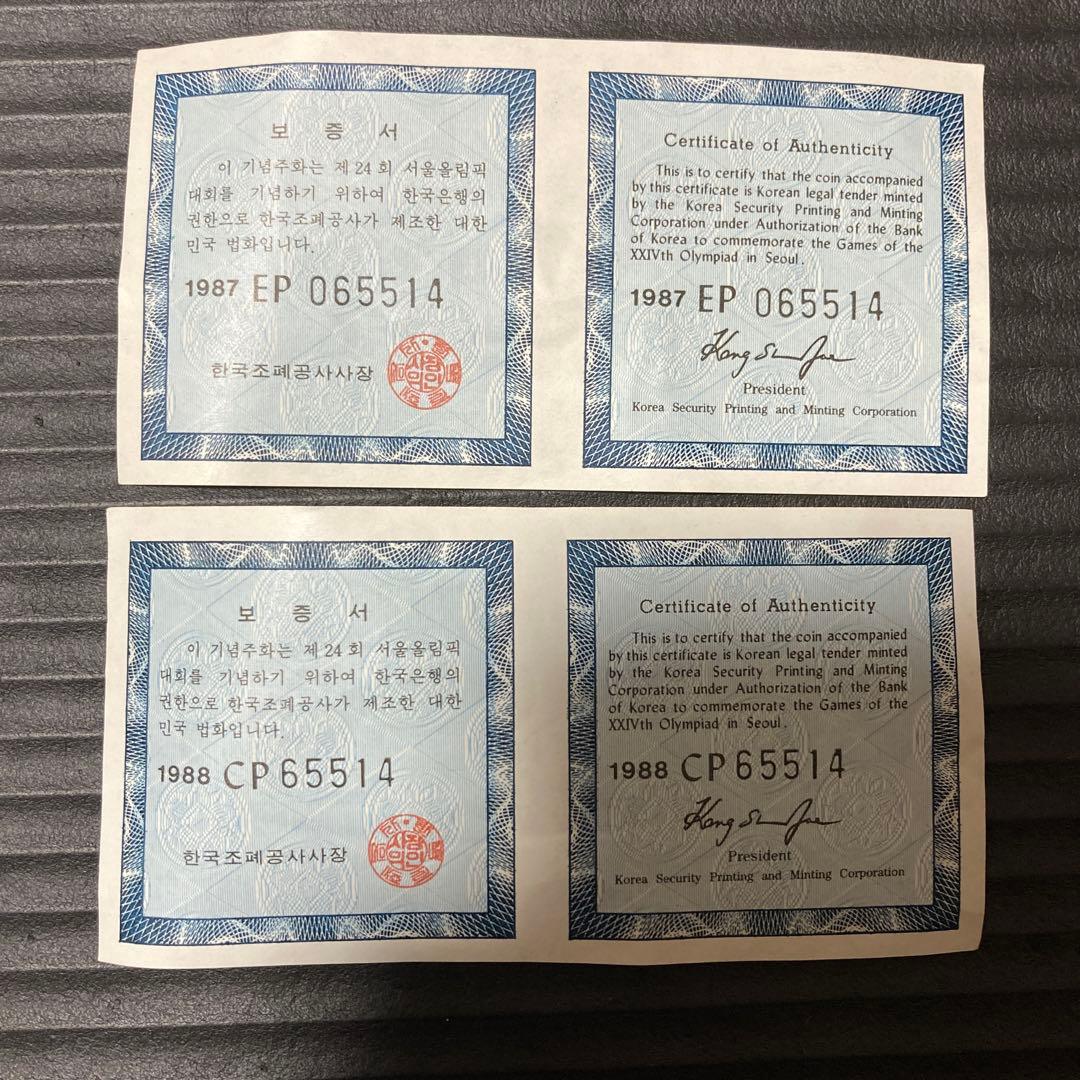 보 증 서
이 기념주화는 제 24 회 서울올림픽
대회를 기념하기 위하여 한국은행의
권한으로 한국조폐공사가 제조한 대한
민국 법화입니다.
1987 EP 065514
한국조폐공사사장
Certificate of Authenticity
This is to certify that the coin accompanied
by this certificate is Korean legal tender minted
by the Korea Security Printing and Minting
Corporation under Authorization of the Bank
of Korea to commemorate the Games of the
XXIVth Olympiad in Seoul.
1987 EP 065514
President
Korea Security Printing and Minting Corporation
보 증 서
이 기념주화는 제 24 회 서울올림픽
대회를 기념하기 위하여 한국은행의
권한으로 한국조폐공사가 제조한 대한
민국 법화입니다.
1988 CP 65514
한국조폐공사사장
Certificate of Authenticity
This is to certify that the coin accompanied
by this certificate is Korean legal tender minted
by the Korea Security Printing and Minting
Corporation under Authorization of the Bank
of Korea to commemorate the Games of the
XXIVth Olympiad in Seoul.
1988 CP 65514
President
Korea Security Printing and Minting Corporation